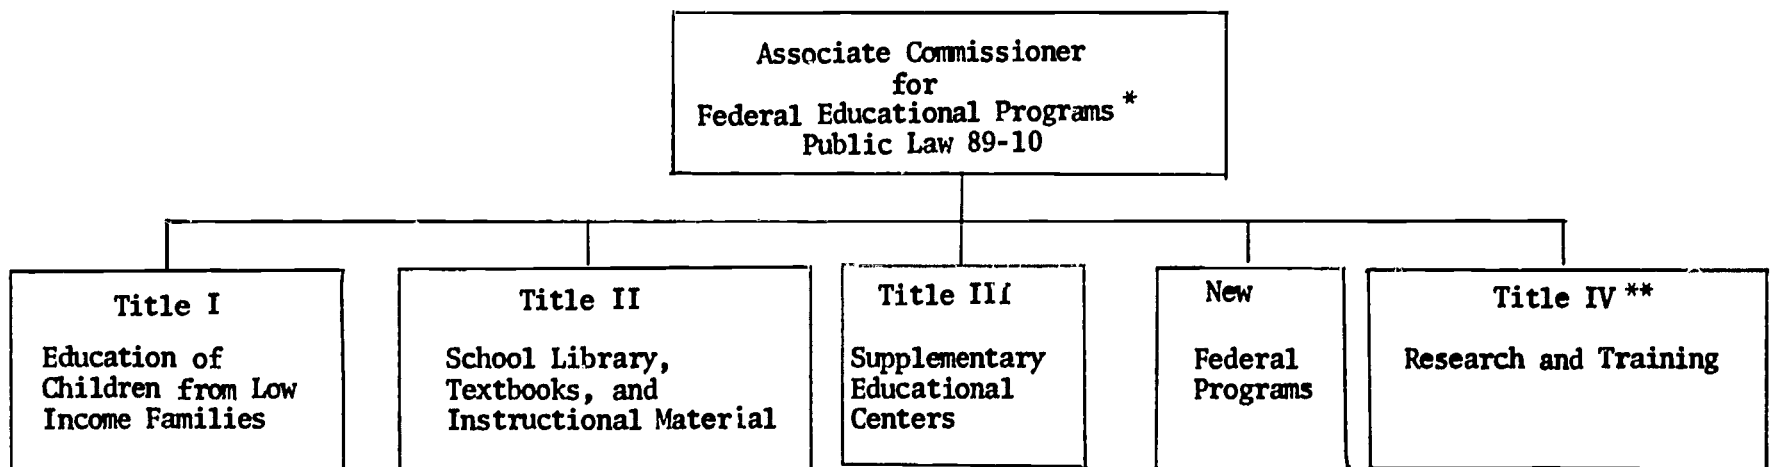 Associate Commissioner
for
Federal Educational Programs *
Public Law 89-10
Title I
Education of
Children from Low
Income Families
Title II
School Library,
Textbooks, and
Instructional Material
Title III
Supplementary
Educational
Centers
New
Federal
Programs
Title IV **
Research and Training